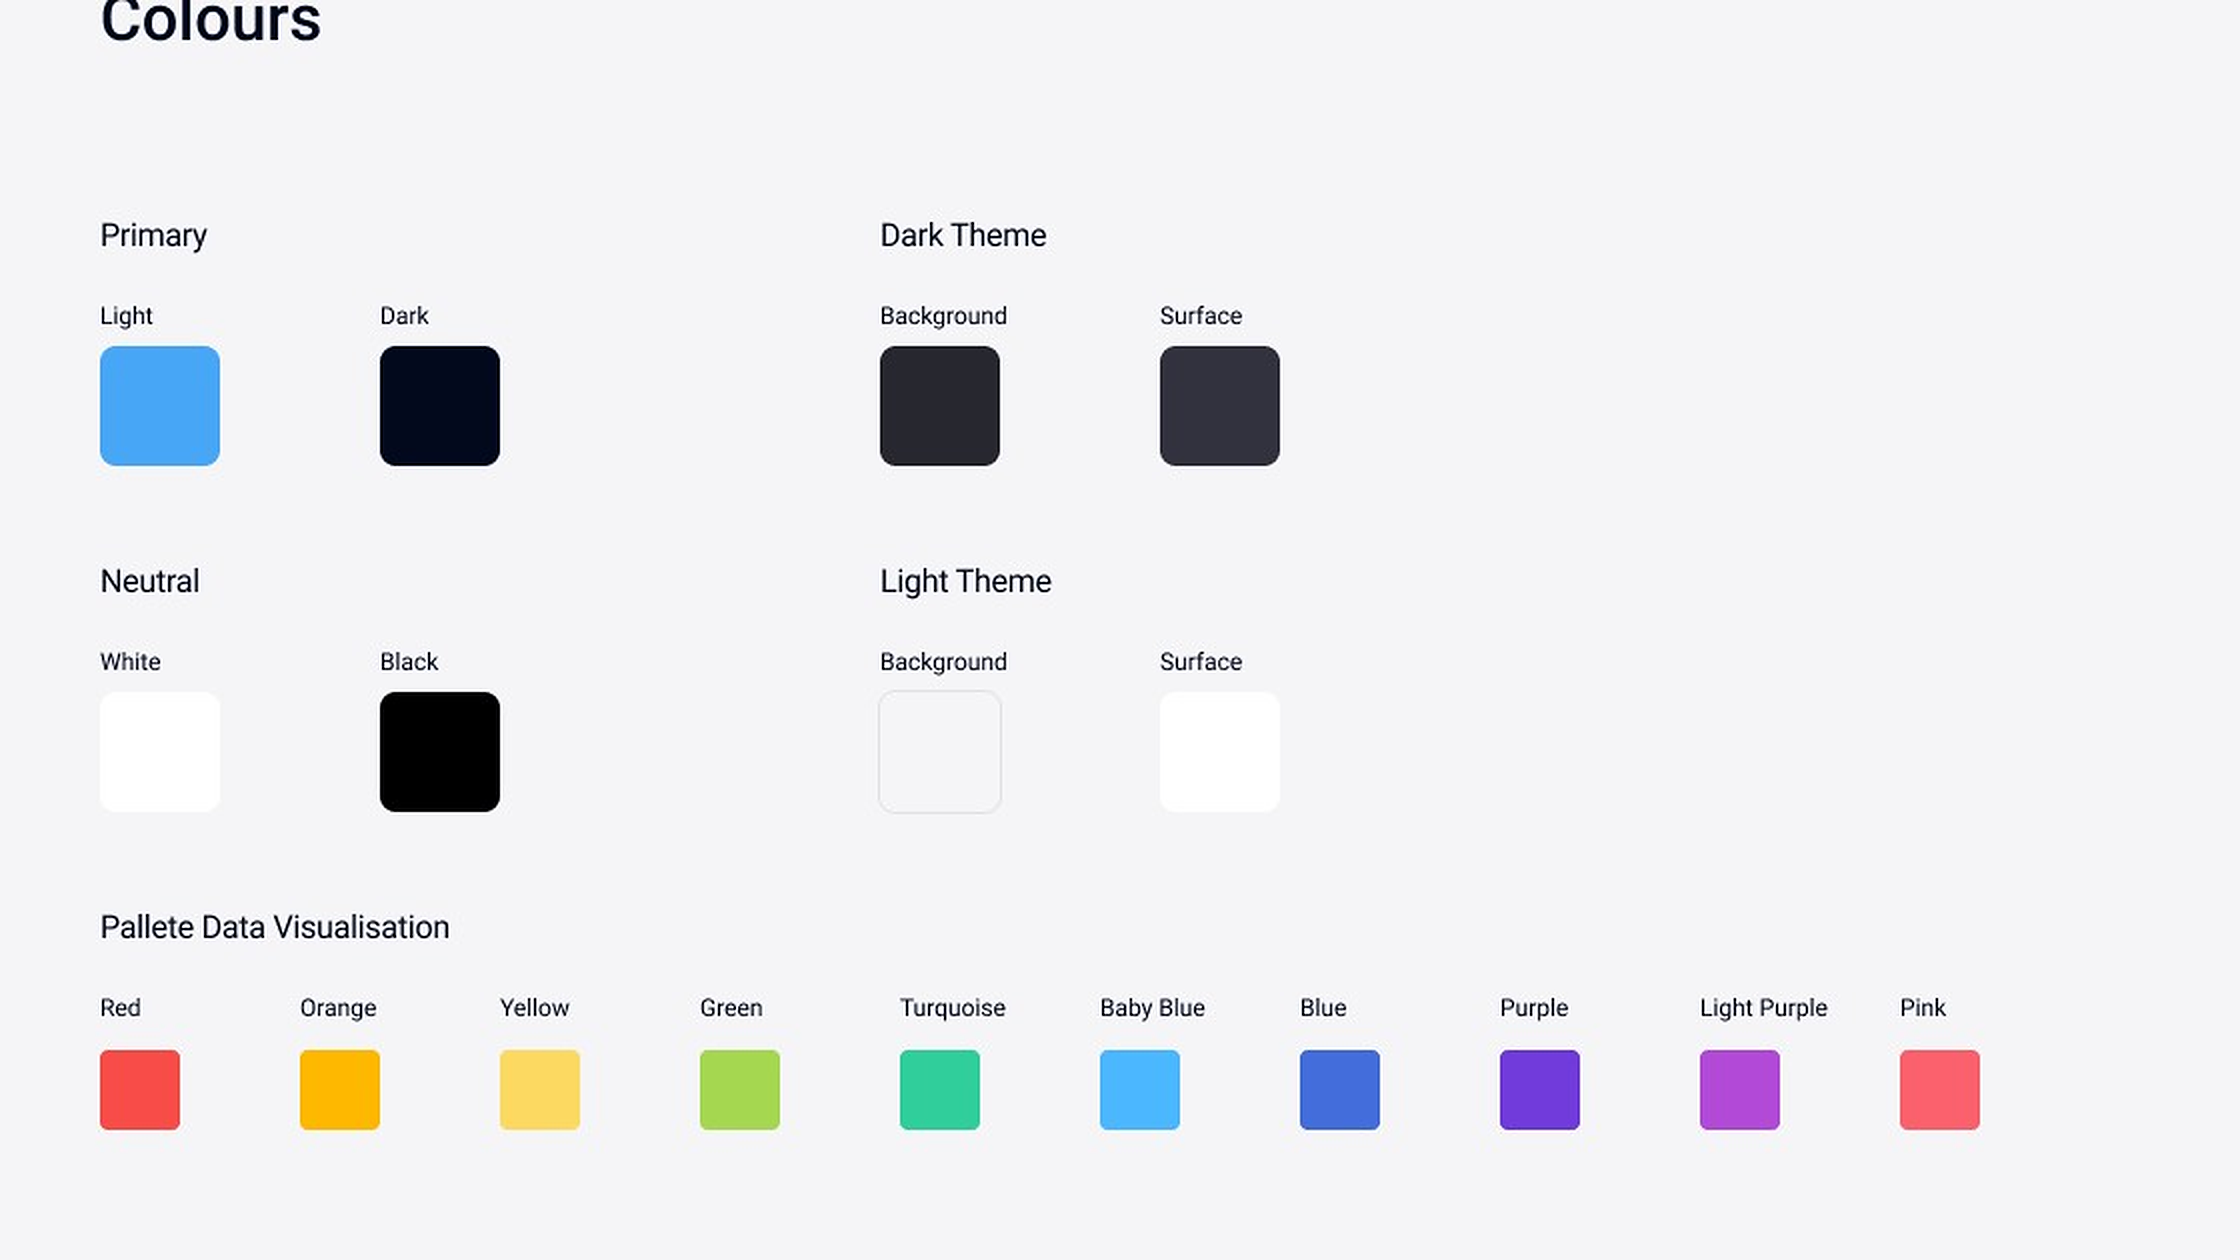 Colours
Primary
Dark Theme
Light
Dark
Background
Surface
Neutral
Light Theme
White
Black
Background
Surface
Pallete Data Visualisation
Red
Orange
Yellow
Green
Turquoise
Baby Blue
Blue
Purple
Light Purple
Pink